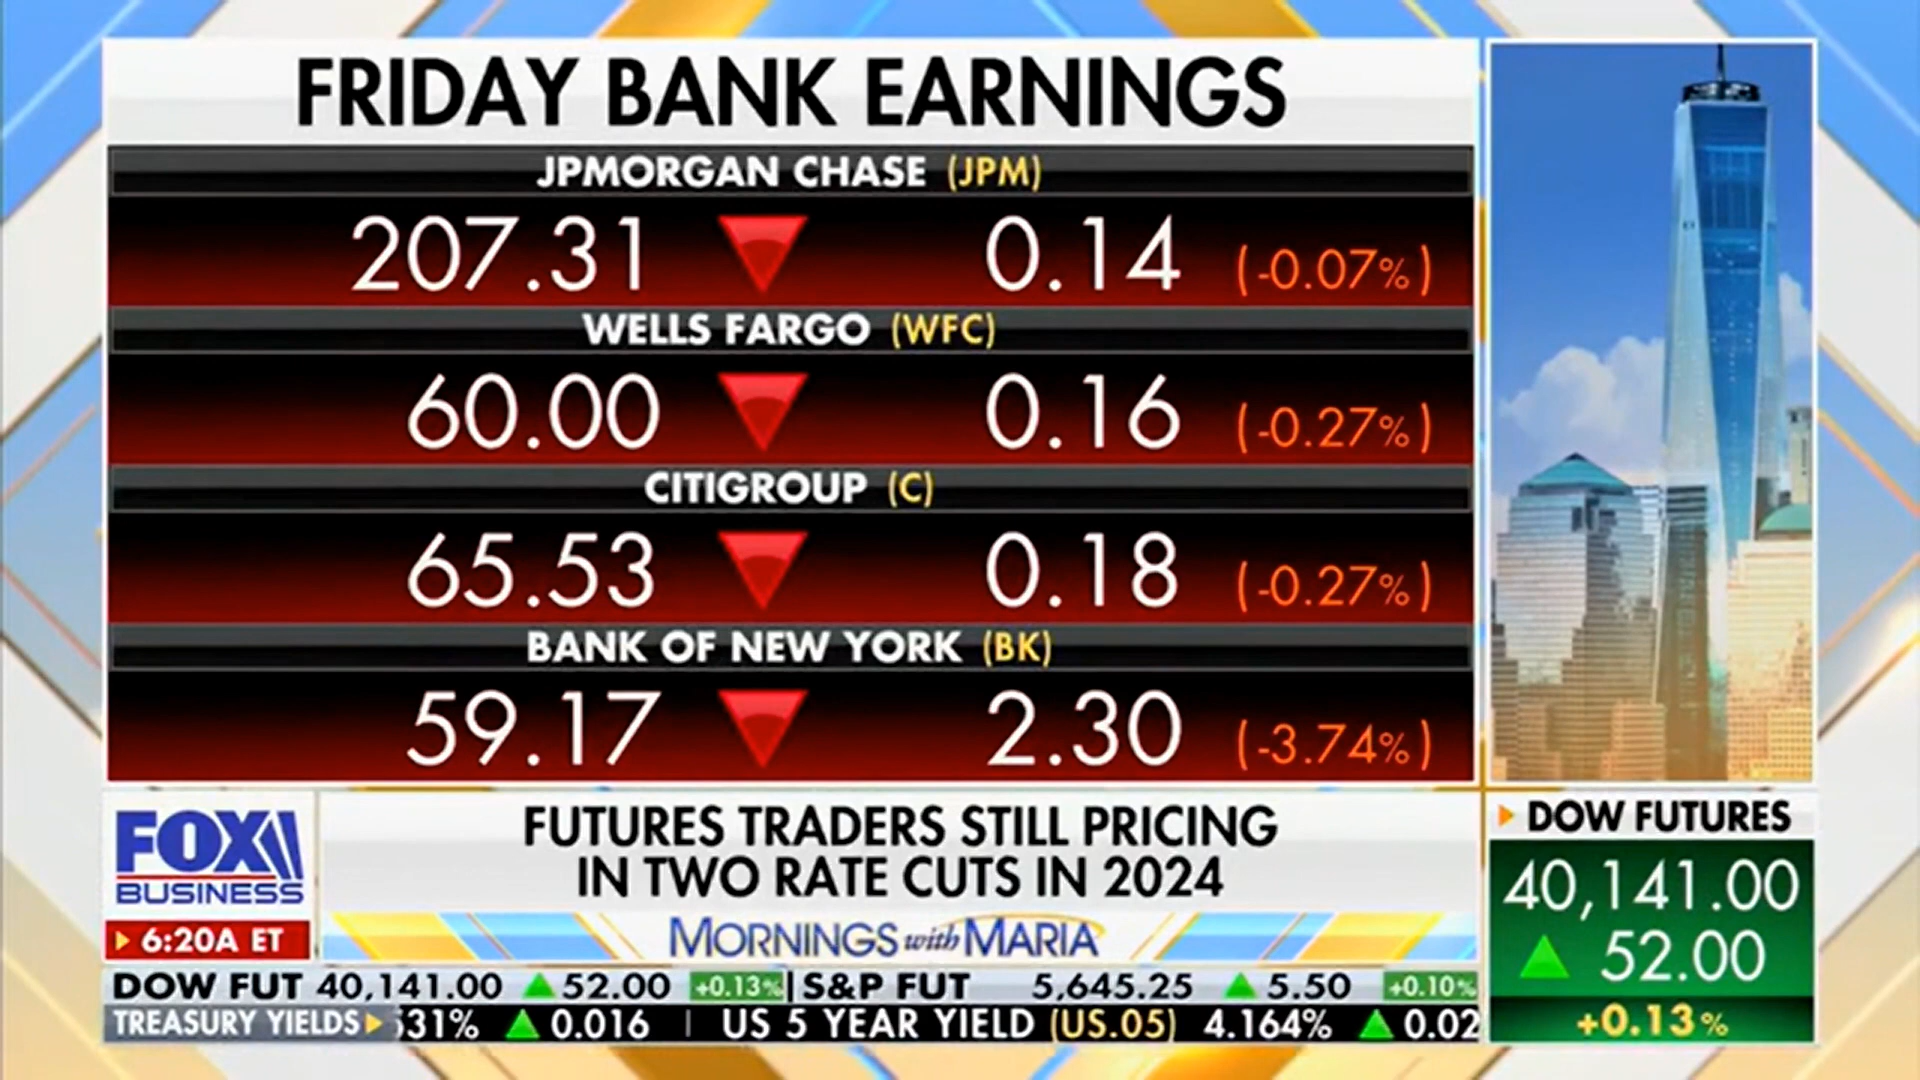 FRIDAY BANK EARNINGS
JPMORGAN CHASE (JPM)
207.31 ▼ 0.14 (-0.07%)
WELLS FARGO (WFC)
60.00 ▼ 0.16 (-0.27%)
CITIGROUP (C)
65.53 ▼ 0.18 (-0.27%)
BANK OF NEW YORK (BK)
59.17 ▼ 2.30 (-3.74%)
FOX
BUSINESS
6:20A ET
FUTURES TRADERS STILL PRICING
IN TWO RATE CUTS IN 2024
MORNINGS with MARIA
DOW FUTURES
40,141.00
▲ 52.00
+0.13%
DOW FUT 40,141.00 ▲ 52.00 +0.13% S&P FUT 5,645.25 ▲ 5.50 +0.10%
TREASURY YIELDS 31% ▲ 0.016 | US 5 YEAR YIELD (US.05) 4.164% ▲ 0.02